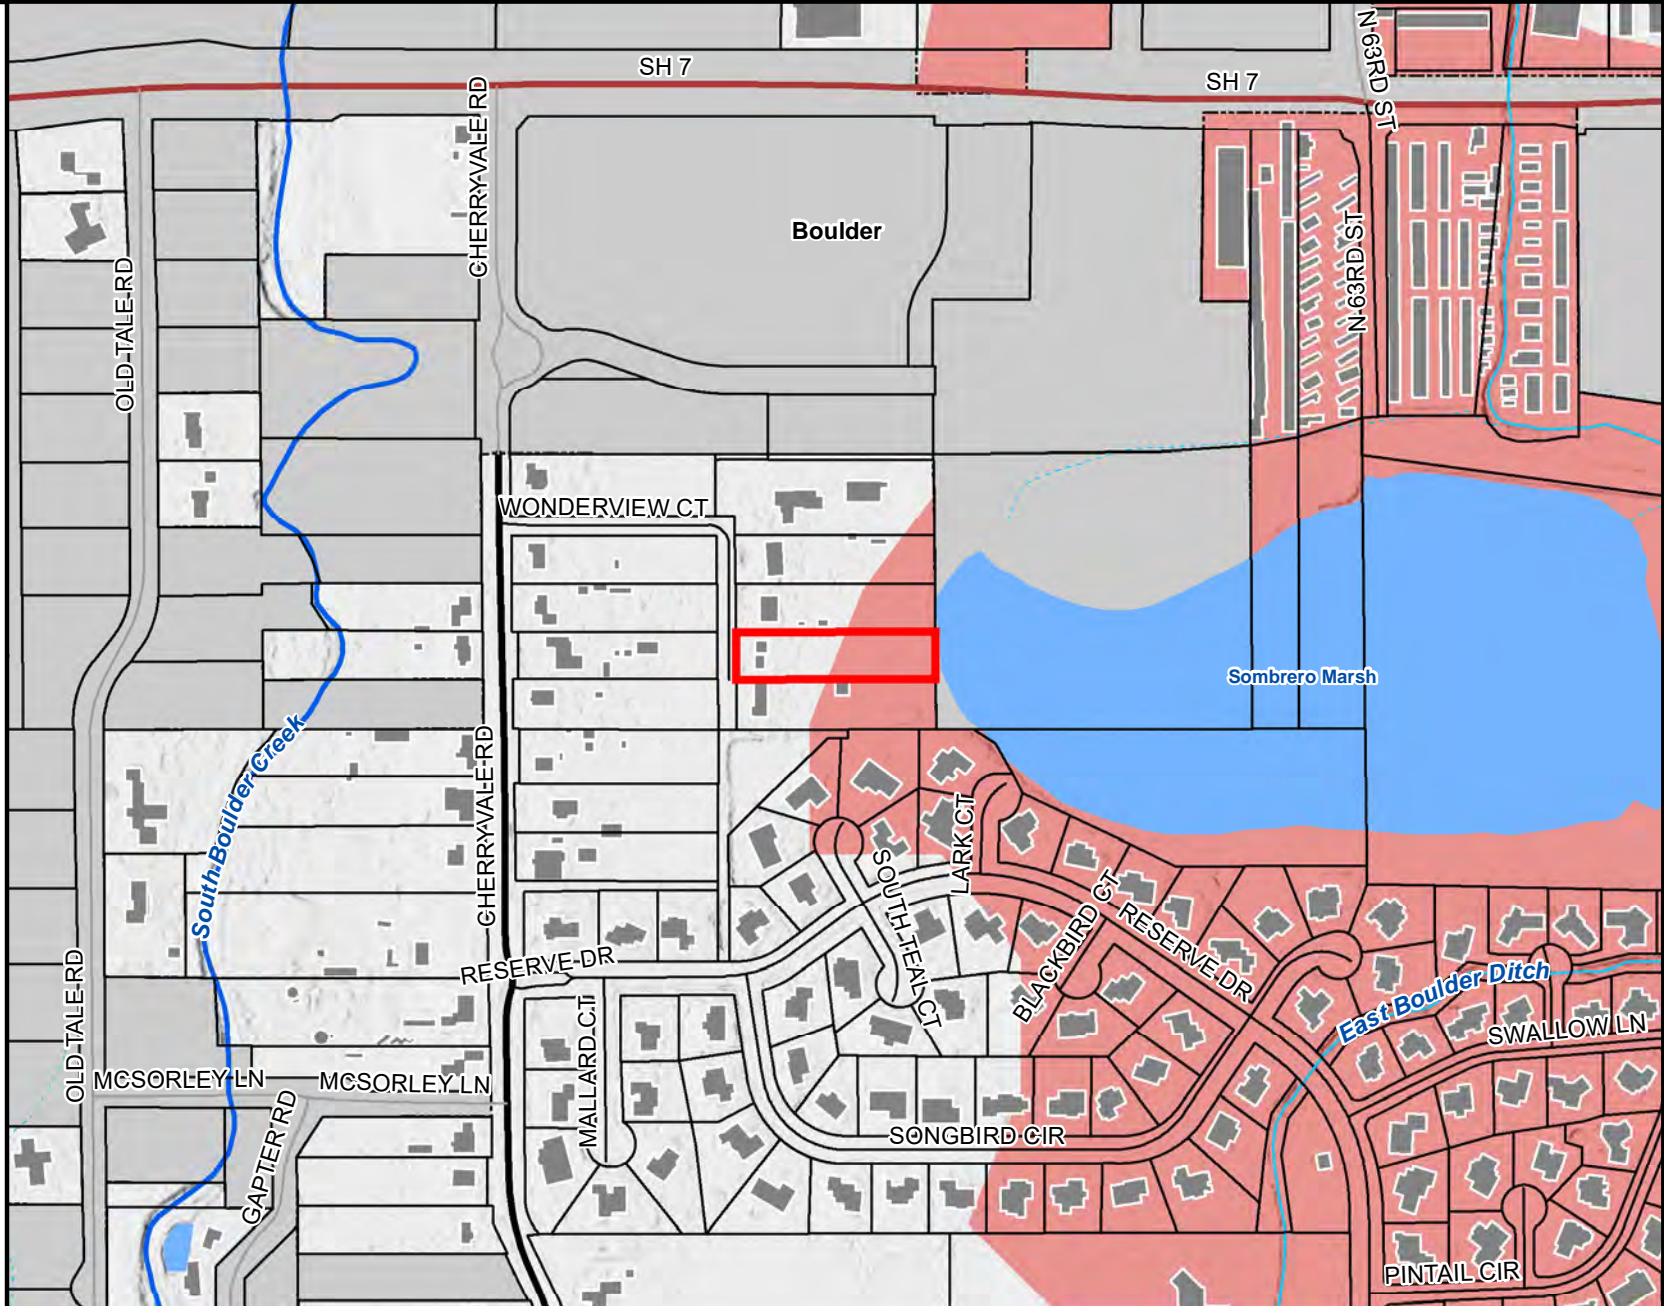 SH 7
SH 7
N 63RD ST
CHERRYVALE RD
Boulder
N 63RD ST
OLD TALE RD
WONDERVIEW CT
Sombrero Marsh
South Boulder Creek
CHERRYVALE RD
LARK CT
SOUTH TEAL CT
BLACKBIRD CT
RESERVE DR
RESERVE DR
East Boulder Ditch
SWALLOW LN
OLD TALE RD
MALLARD CT
MCSORLEY LN
MCSORLEY LN
GAPTER RD
SONGBIRD CIR
PINTAIL CIR